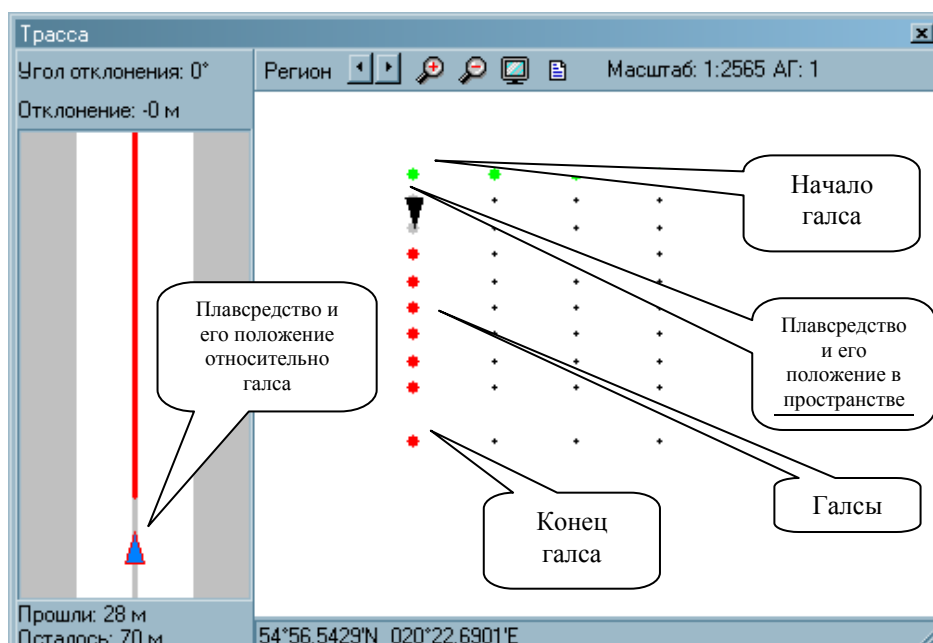 Трасса
Угол отклонения: 0°
Отклонение: -0 м
Регион
Масштаб: 1:2565 АГ: 1
Начало
галса
Плавсредство и
его положение
относительно
галса
Плавсредство
и его
положение в
пространстве
Галсы
Конец
галса
Прошли: 28 м
Осталось: 70 м
54°56.5429'N 020°22.6901'E